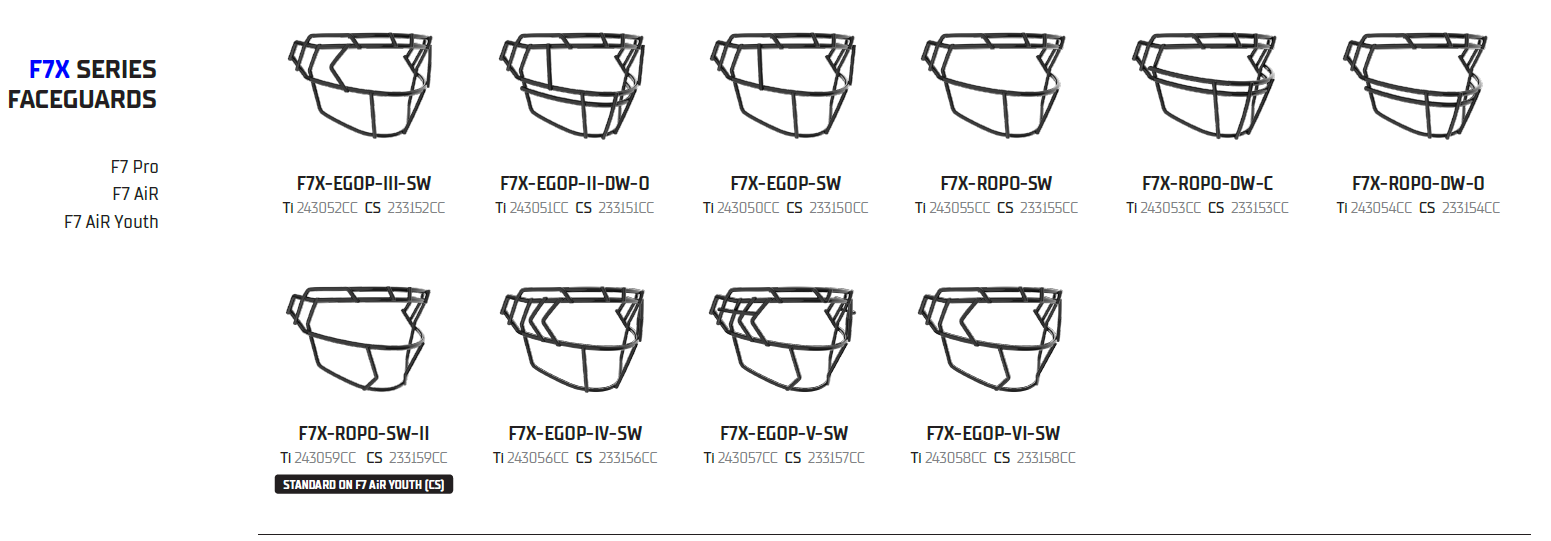 F7X SERIES
FACEGUARDS
F7 Pro
F7 AiR
F7 AiR Youth
F7X-EGOP-III-SW
Ti 243052CC CS 233152CC
F7X-EGOP-II-DW-O
Ti 243051CC CS 233151CC
F7X-EGOP-SW
Ti 243050CC CS 233150CC
F7X-ROPO-SW
Ti 243055CC CS 233155CC
F7X-ROPO-DW-C
Ti 243053CC CS 233153CC
F7X-ROPO-DW-O
Ti 243054CC CS 233154CC
F7X-ROPO-SW-II
Ti 243059CC CS 233159CC
STANDARD ON F7 AiR YOUTH (CS)
F7X-EGOP-IV-SW
Ti 243056CC CS 233156CC
F7X-EGOP-V-SW
Ti 243057CC CS 233157CC
F7X-EGOP-VI-SW
Ti 243058CC CS 233158CC